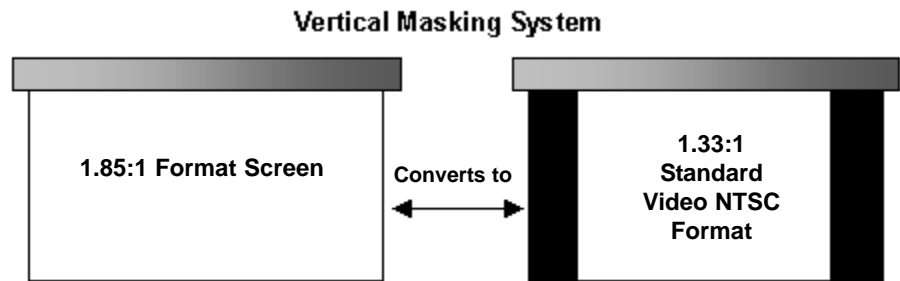 Vertical Masking System
1.85:1 Format Screen
Converts to
1.33:1
Standard
Video NTSC
Format